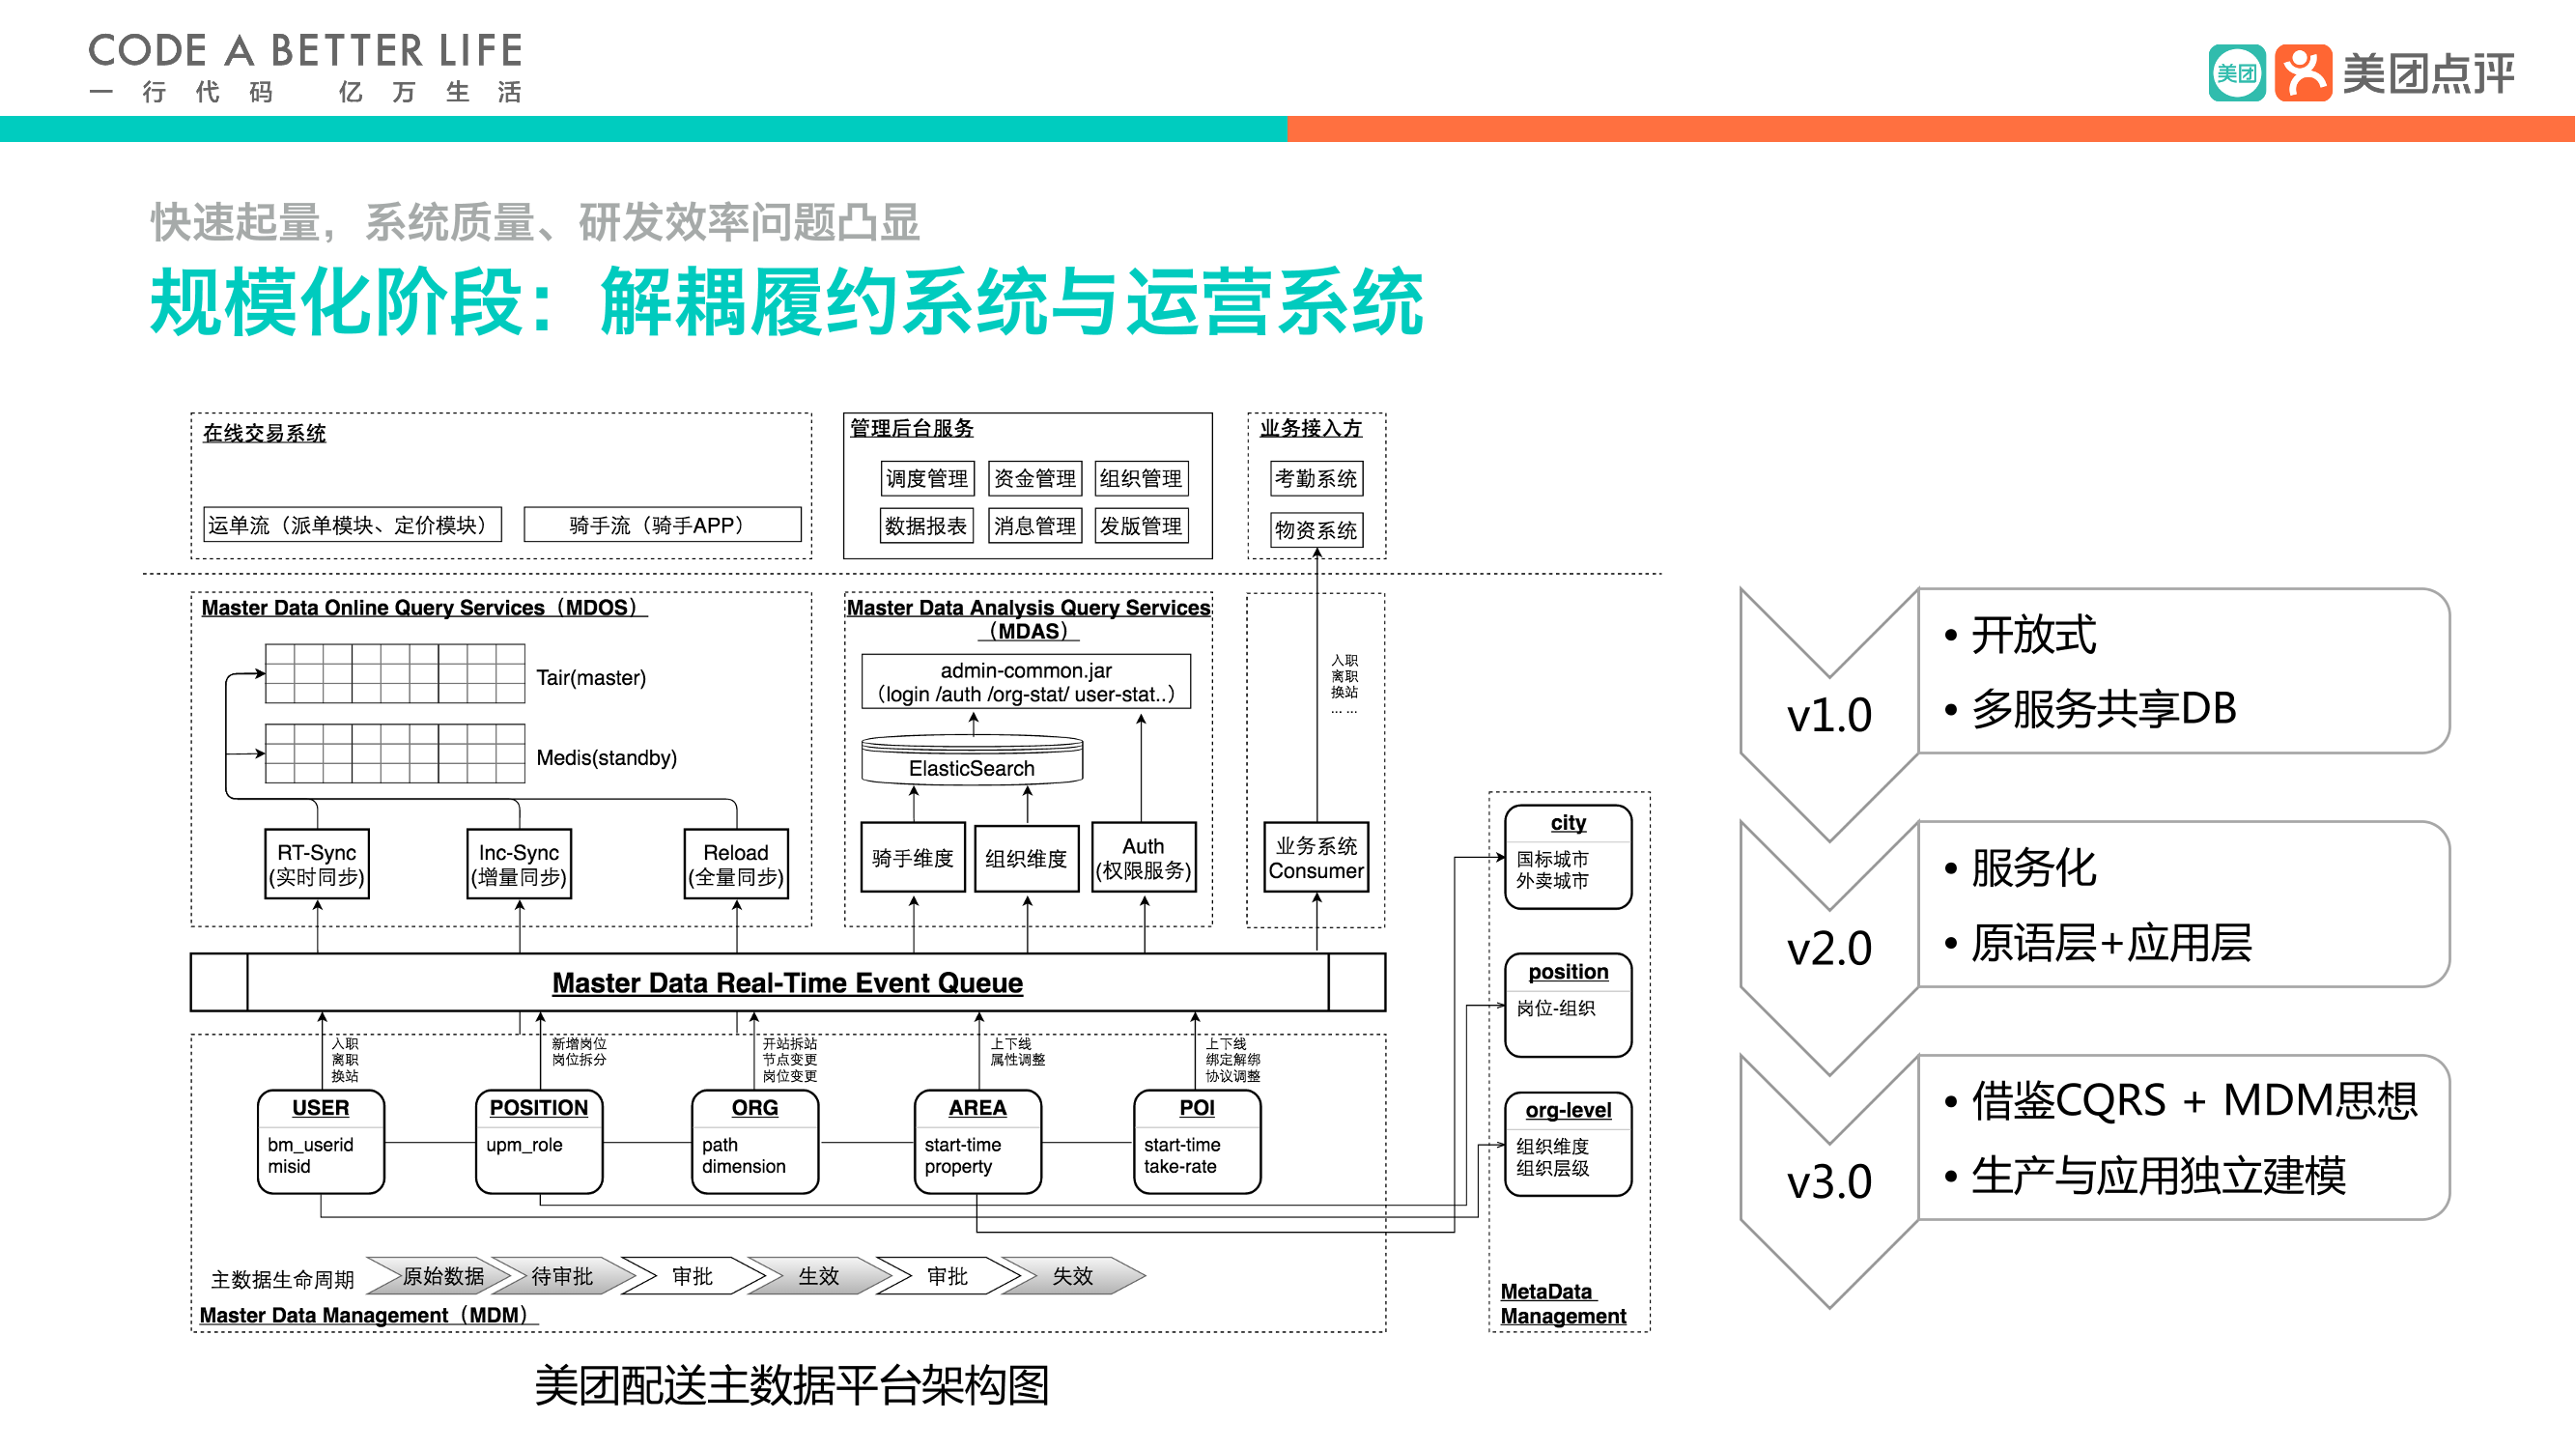 CODE A BETTER LIFE
一行代码 亿万生活
美团
美团点评
快速起量，系统质量、研发效率问题凸显
规模化阶段：解耦履约系统与运营系统
在线交易系统
运单流（派单模块、定价模块）
骑手流（骑手APP）
管理后台服务
调度管理
资金管理
组织管理
数据报表
消息管理
发版管理
业务接入方
考勤系统
物资系统
Master Data Online Query Services（MDOS）
Tair(master)
Medis(standby)
RT-Sync
(实时同步)
Inc-Sync
(增量同步)
Reload
(全量同步)
Master Data Analysis Query Services
（MDAS）
admin-common.jar
（login /auth /org-stat/ user-stat..）
ElasticSearch
骑手维度
组织维度
Auth
(权限服务)
入职
离职
换站
... ...
业务系统
Consumer
Master Data Real-Time Event Queue
入职
离职
换站
新增岗位
岗位拆分
开站拆站
节点变更
岗位变更
上下线
属性调整
上下线
绑定解绑
协议调整
USER
bm_userid
misid
POSITION
upm_role
ORG
path
dimension
AREA
start-time
property
POI
start-time
take-rate
主数据生命周期
原始数据
待审批
审批
生效
审批
失效
Master Data Management（MDM）
city
国标城市
外卖城市
position
岗位-组织
org-level
组织维度
组织层级
MetaData
Management
美团配送主数据平台架构图
v1.0
• 开放式
• 多服务共享DB
v2.0
• 服务化
• 原语层+应用层
v3.0
• 借鉴CQRS + MDM思想
• 生产与应用独立建模